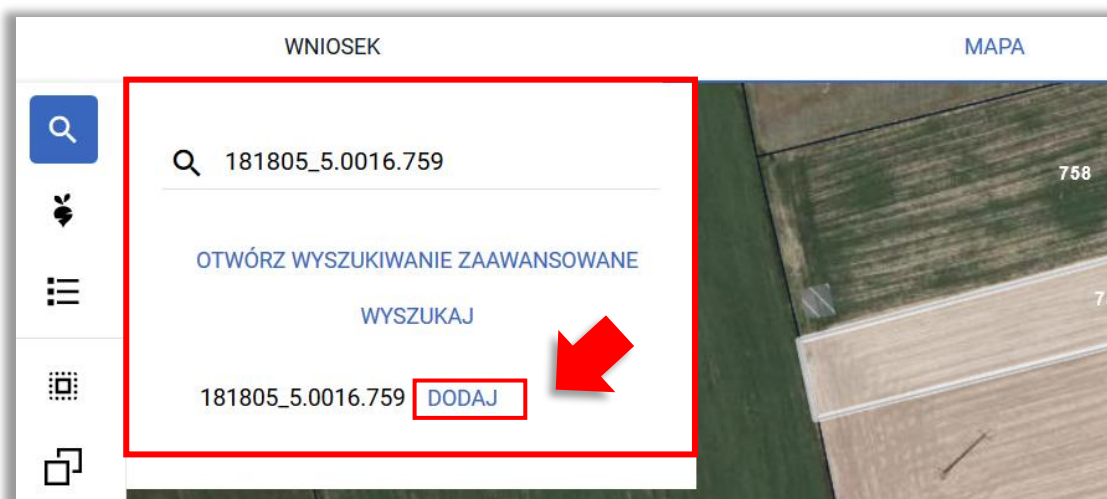 WNIOSEK
MAPA
181805_5.0016.759
758
OTWÓRZ WYSZUKIWANIE ZAAWANSOWANE
WYSZUKAJ
181805_5.0016.759 DODAJ